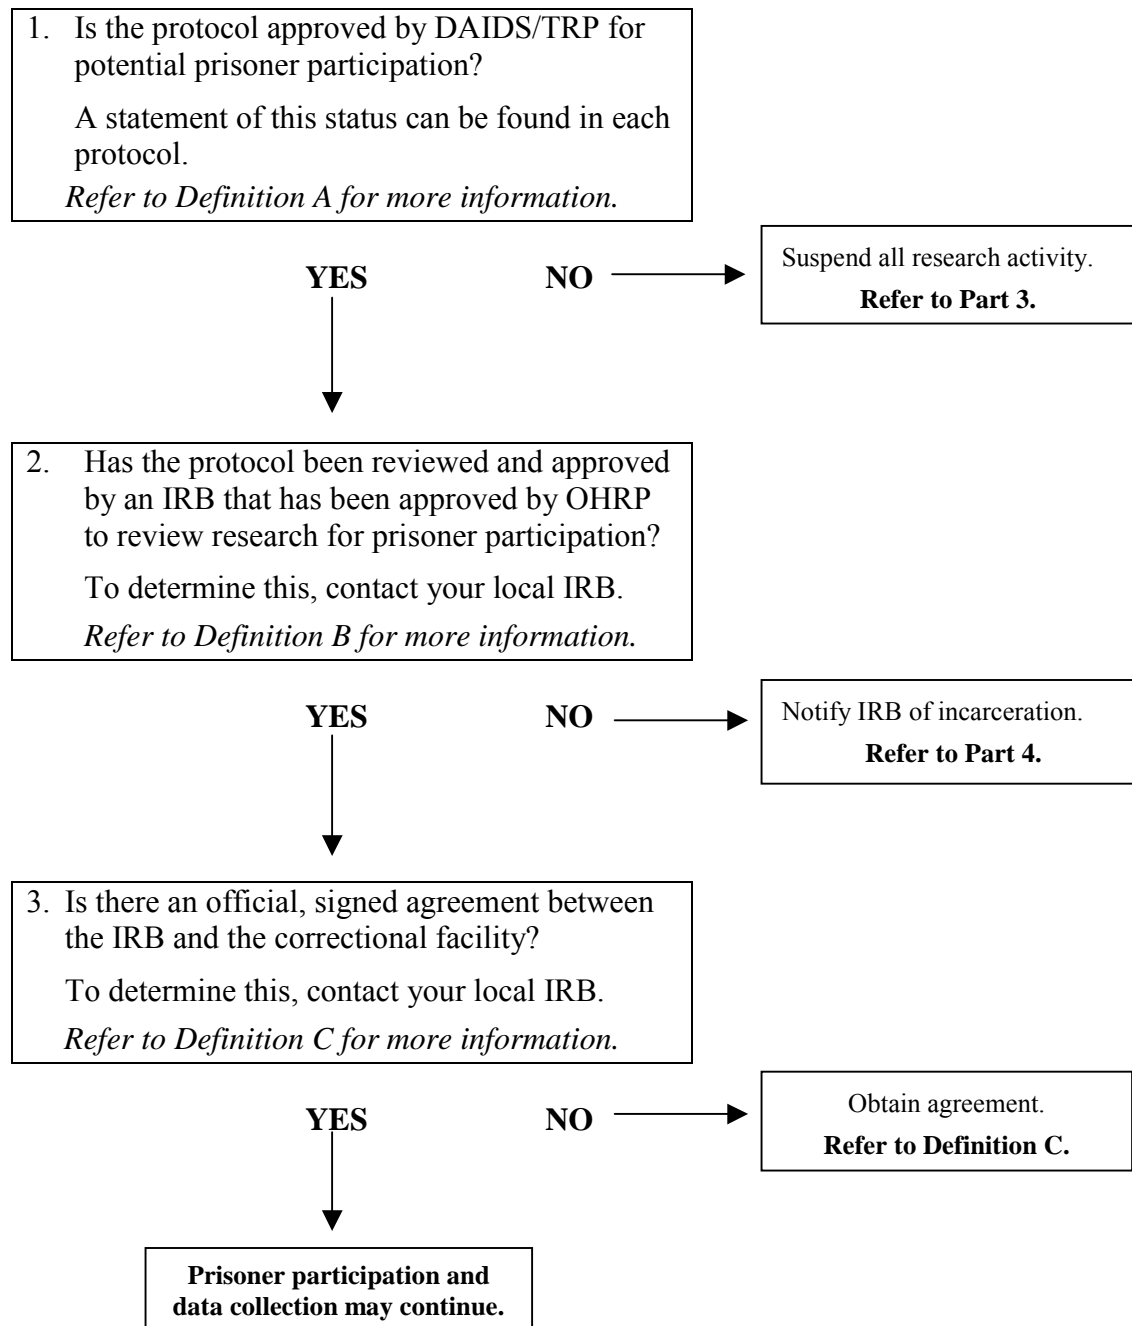 1. Is the protocol approved by DAIDS/TRP for
potential prisoner participation?
A statement of this status can be found in each
protocol.
Refer to Definition A for more information.
YES
NO
Suspend all research activity.
Refer to Part 3.
2. Has the protocol been reviewed and approved
by an IRB that has been approved by OHRP
to review research for prisoner participation?
To determine this, contact your local IRB.
Refer to Definition B for more information.
YES
NO
Notify IRB of incarceration.
Refer to Part 4.
3. Is there an official, signed agreement between
the IRB and the correctional facility?
To determine this, contact your local IRB.
Refer to Definition C for more information.
YES
NO
Obtain agreement.
Refer to Definition C.
Prisoner participation and
data collection may continue.